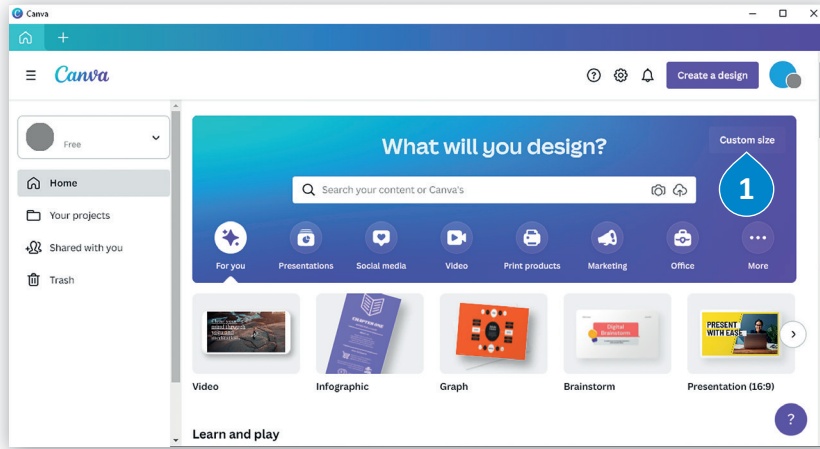 Canva
Canva
Create a design
Free
Home
Your projects
Shared with you
Trash
What will you design?
Custom size
1
Search your content or Canva's
For you
Presentations
Social media
Video
Print products
Marketing
Office
More
CHAPTER ONE
Digital
Brainstorm
PRESENT
WITH EASE
Video
Infographic
Graph
Brainstorm
Presentation (16:9)
?
Learn and play